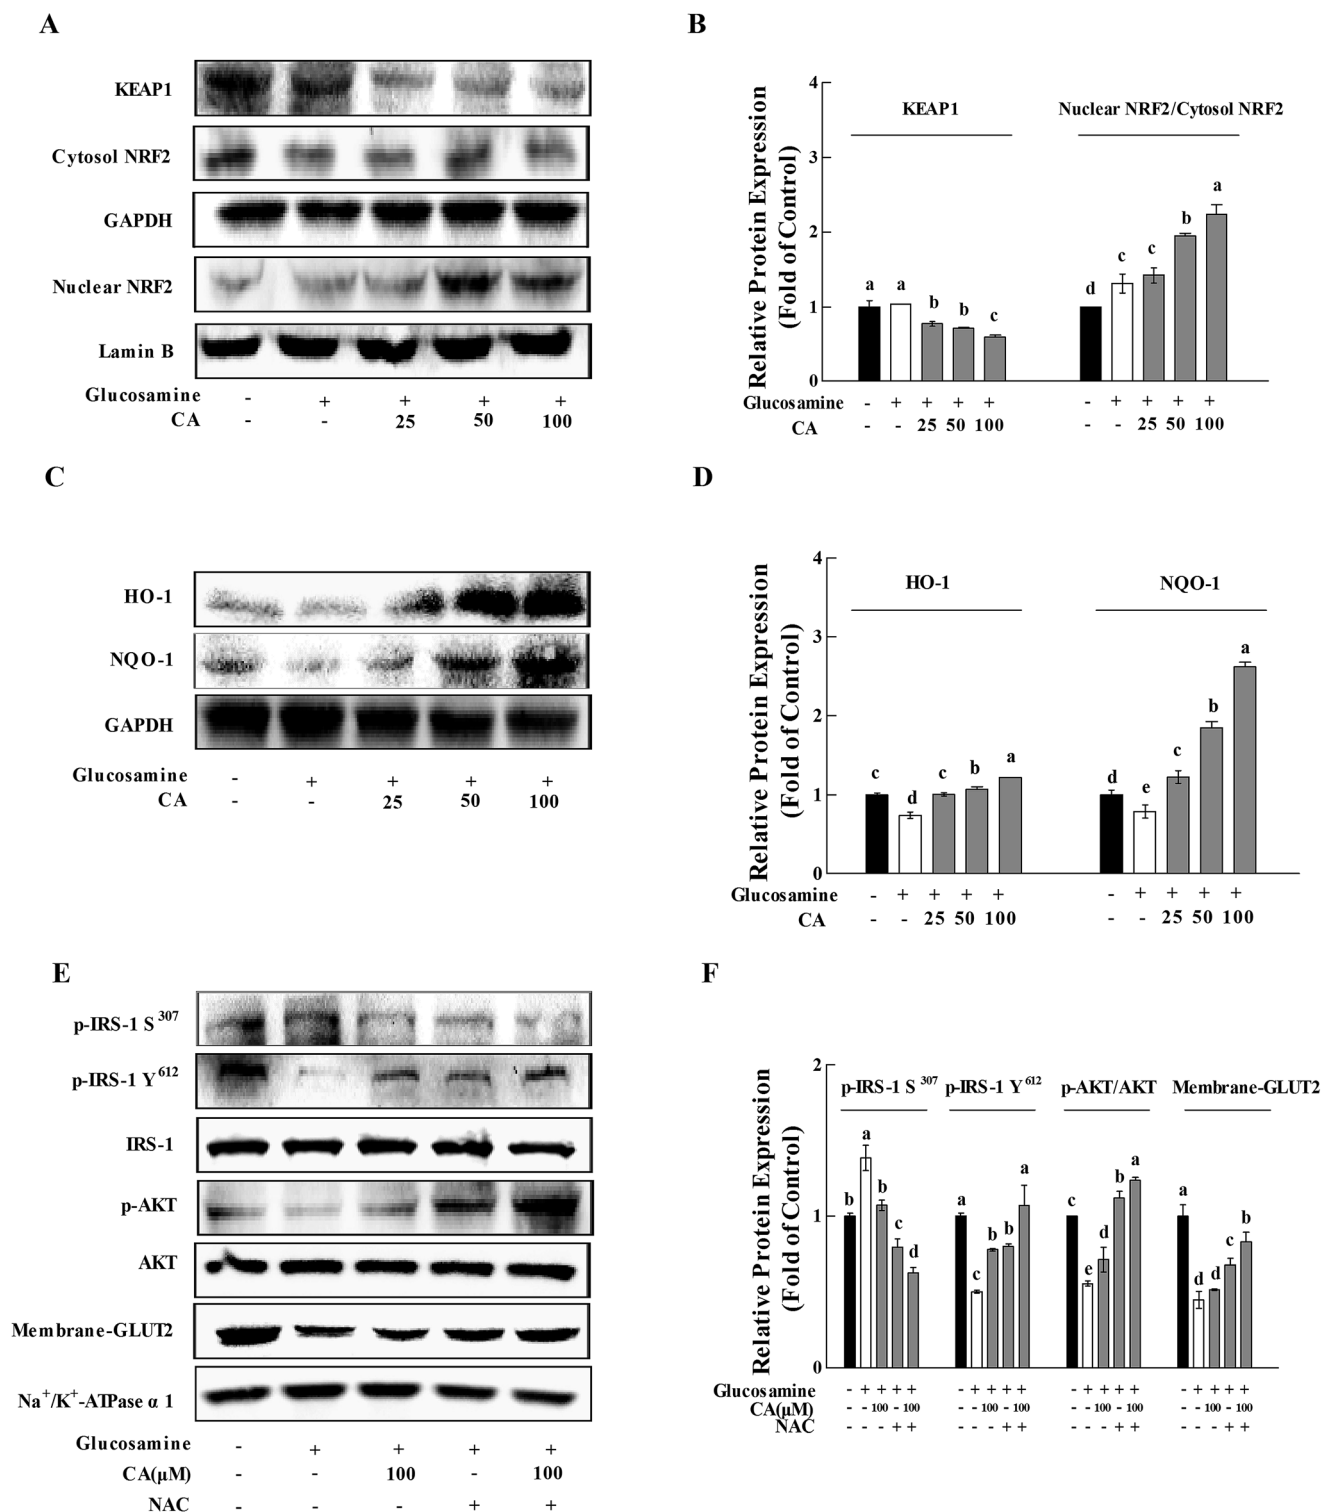 A
KEAP1
Cytosol NRF2
GAPDH
Nuclear NRF2
Lamin B
Glucosamine - + + + +
CA - - 25 50 100
B
Relative Protein Expression
(Fold of Control)
4
3
2
1
0
KEAP1 Nuclear NRF2/Cytosol NRF2
a a b b c d c c b a
Glucosamine - + + + + - + + + +
CA - - 25 50 100 - - 25 50 100
C
HO-1
NQO-1
GAPDH
Glucosamine - + + + +
CA - - 25 50 100
D
Relative Protein Expression
(Fold of Control)
4
3
2
1
0
HO-1 NQO-1
c d c b a d e c b a
Glucosamine - + + + + - + + + +
CA - - 25 50 100 - - 25 50 100
E
p-IRS-1 S 307
p-IRS-1 Y612
IRS-1
p-AKT
AKT
Membrane-GLUT2
Na+/K+-ATPase α 1
Glucosamine - + + + +
CA(μM) - - 100 - 100
NAC - - - + +
F
Relative Protein Expression
(Fold of Control)
2
1
0
p-IRS-1 S 307 p-IRS-1 Y612 p-AKT/AKT Membrane-GLUT2
b a b c d a c b b a c e d b a a d d c b
Glucosamine - + + + + - + + + + - + + + + - + + + +
CA(μM) - - 100 - 100 - - 100 - 100 - - 100 - 100 - - 100 - 100
NAC - - - + + - - - + + - - - + + - - - + +